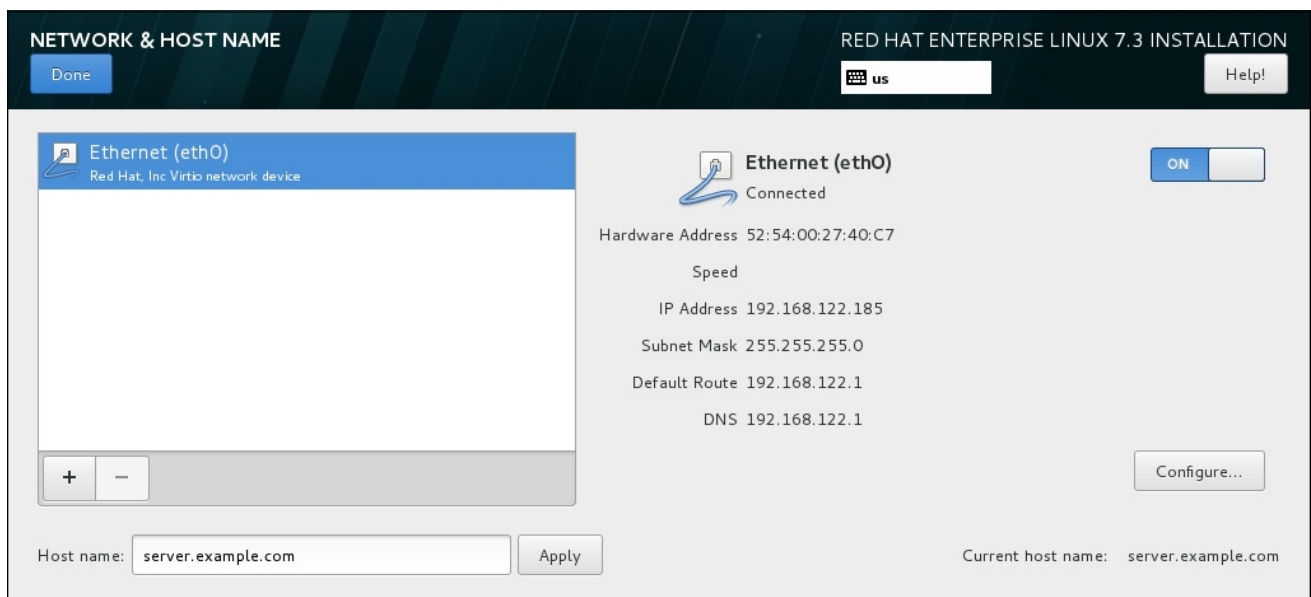 NETWORK & HOST NAME
RED HAT ENTERPRISE LINUX 7.3 INSTALLATION
Done
us
Help!
Ethernet (eth0)
Red Hat, Inc Virtio network device
Ethernet (eth0)
Connected
ON
Hardware Address 52:54:00:27:40:C7
Speed
IP Address 192.168.122.185
Subnet Mask 255.255.255.0
Default Route 192.168.122.1
DNS 192.168.122.1
+ −
Configure...
Host name: server.example.com Apply
Current host name: server.example.com